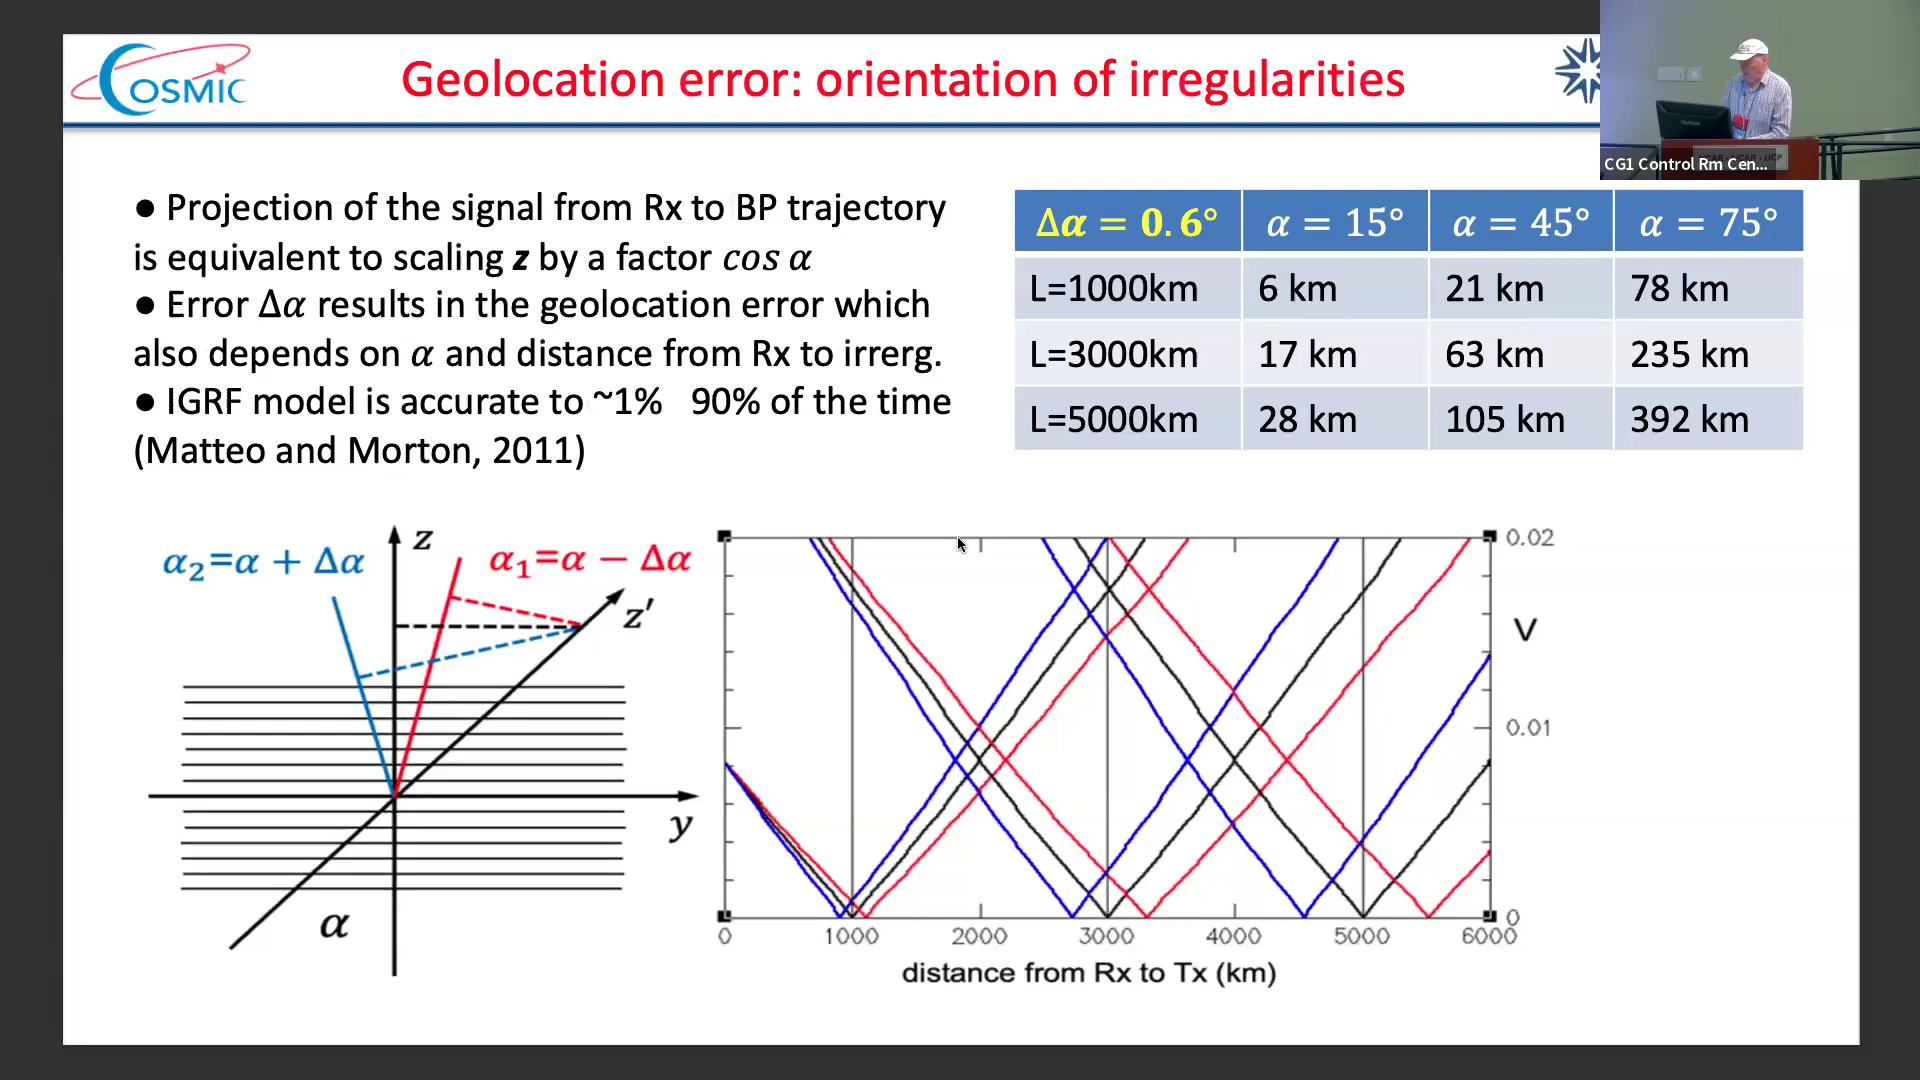 COSMIC
Geolocation error: orientation of irregularities
CG1 Control Rm Cen...
● Projection of the signal from Rx to BP trajectory
is equivalent to scaling z by a factor cos α
● Error Δα results in the geolocation error which
also depends on α and distance from Rx to irrerg.
● IGRF model is accurate to ~1% 90% of the time
(Matteo and Morton, 2011)
Δα = 0.6° α = 15° α = 45° α = 75°
L=1000km 6 km 21 km 78 km
L=3000km 17 km 63 km 235 km
L=5000km 28 km 105 km 392 km
α₂=α + Δα
z
α₁=α − Δα
z′
y
α
0.02
V
0.01
0
0 1000 2000 3000 4000 5000 6000
distance from Rx to Tx (km)